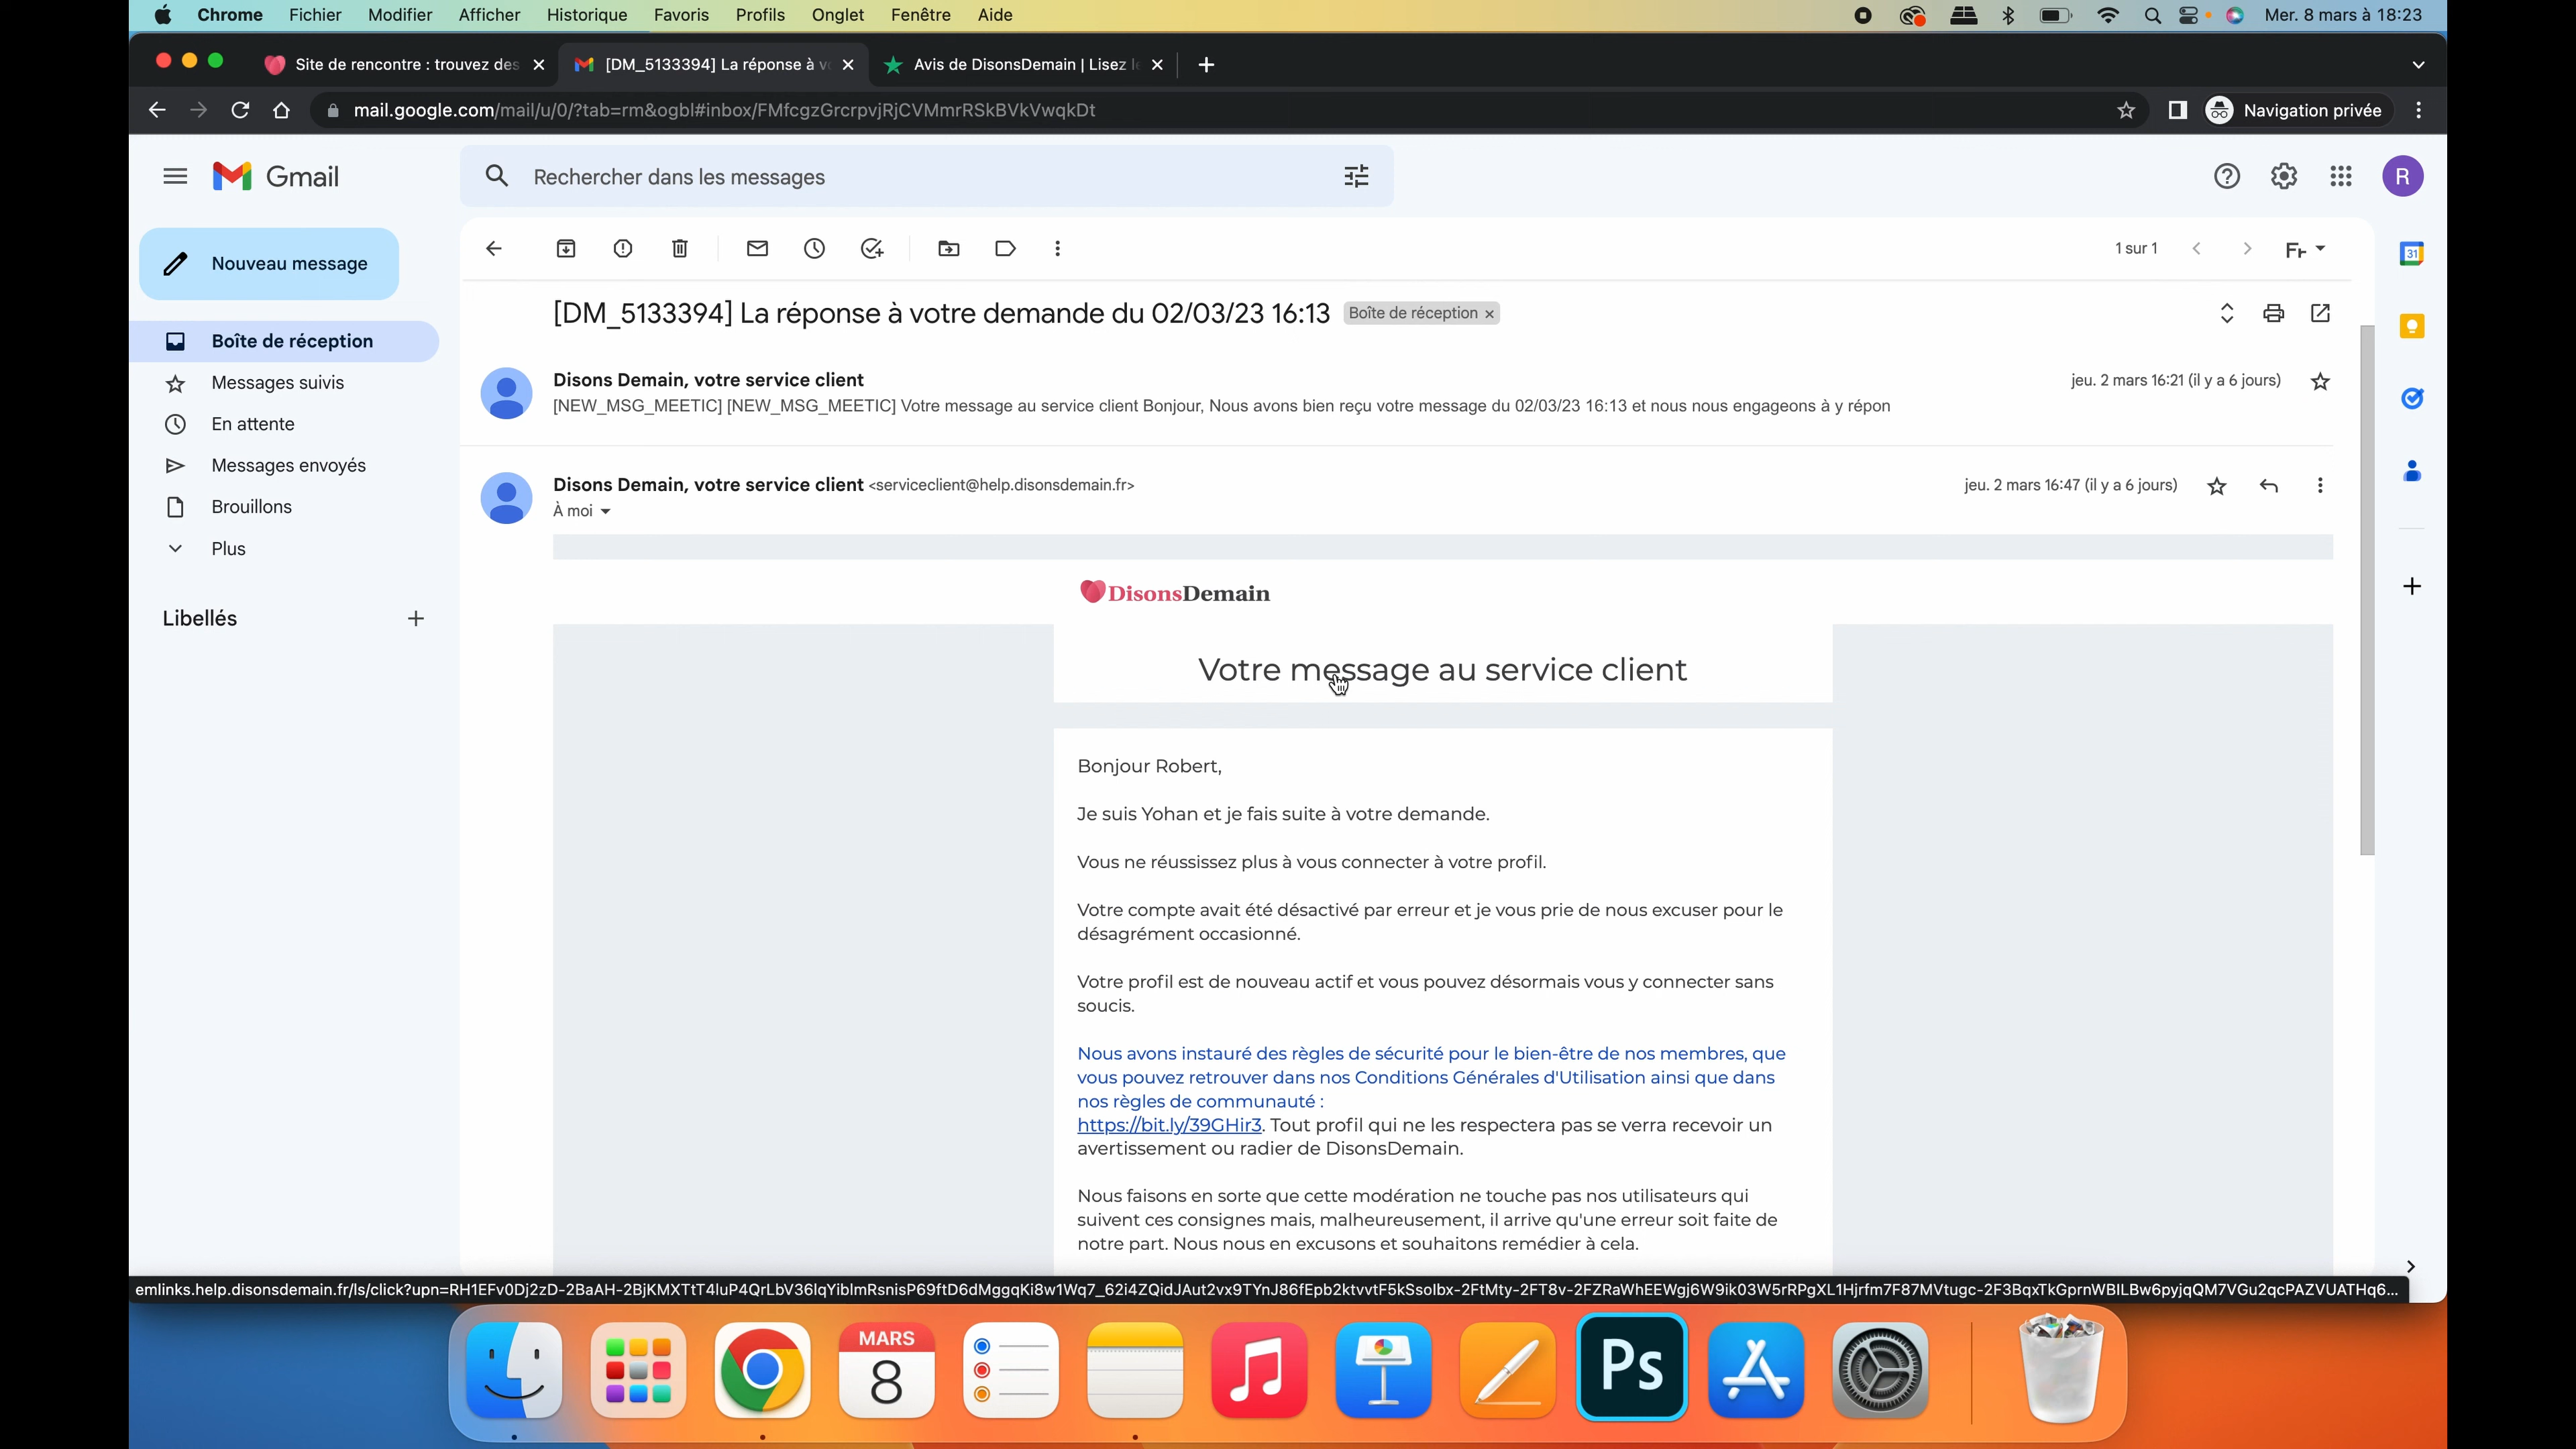 Chrome Fichier Modifier Afficher Historique Favoris Profils Onglet Fenêtre Aide Mer. 8 mars à 18:23
Site de rencontre : trouvez des [DM_5133394] La réponse à v Avis de DisonsDemain | Lisez
mail.google.com/mail/u/0/?tab=rm&ogbl#inbox/FMfcgzGrcrpvjRjCVMmrRSkBVkVwqkDt Navigation privée
Gmail Rechercher dans les messages R
Nouveau message
1 sur 1 Fr
Boîte de réception
Messages suivis
En attente
Messages envoyés
Brouillons
Plus
Libellés
[DM_5133394] La réponse à votre demande du 02/03/23 16:13 Boîte de réception ×
Disons Demain, votre service client jeu. 2 mars 16:21 (il y a 6 jours)
[NEW_MSG_MEETIC] [NEW_MSG_MEETIC] Votre message au service client Bonjour, Nous avons bien reçu votre message du 02/03/23 16:13 et nous nous engageons à y répon
Disons Demain, votre service client <serviceclient@help.disonsdemain.fr> jeu. 2 mars 16:47 (il y a 6 jours)
À moi
DisonsDemain
Votre message au service client
Bonjour Robert,
Je suis Yohan et je fais suite à votre demande.
Vous ne réussissez plus à vous connecter à votre profil.
Votre compte avait été désactivé par erreur et je vous prie de nous excuser pour le
désagrément occasionné.
Votre profil est de nouveau actif et vous pouvez désormais vous y connecter sans
soucis.
Nous avons instauré des règles de sécurité pour le bien-être de nos membres, que
vous pouvez retrouver dans nos Conditions Générales d'Utilisation ainsi que dans
nos règles de communauté :
https://bit.ly/39GHir3. Tout profil qui ne les respectera pas se verra recevoir un
avertissement ou radier de DisonsDemain.
Nous faisons en sorte que cette modération ne touche pas nos utilisateurs qui
suivent ces consignes mais, malheureusement, il arrive qu'une erreur soit faite de
notre part. Nous nous en excusons et souhaitons remédier à cela.
31
MARS
8
Ps